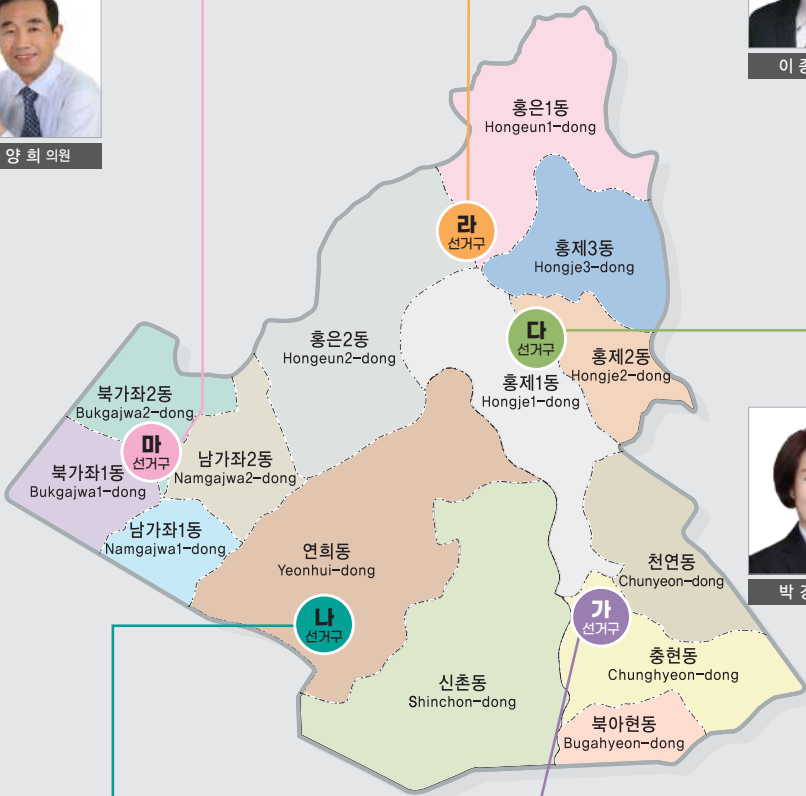 양 희 의원
이 종
홍은1동
Hongeun1-dong
라
선거구
홍제3동
Hongje3-dong
홍은2동
Hongeun2-dong
다
선거구
홍제2동
Hongje2-dong
홍제1동
Hongje1-dong
북가좌2동
Bukgajwa2-dong
마
선거구
북가좌1동
Bukgajwa1-dong
남가좌2동
Namgajwa2-dong
남가좌1동
Namgajwa1-dong
연희동
Yeonhui-dong
나
선거구
천연동
Chunyeon-dong
가
선거구
박 경
충현동
Chunghyeon-dong
신촌동
Shinchon-dong
북아현동
Bugahyeon-dong